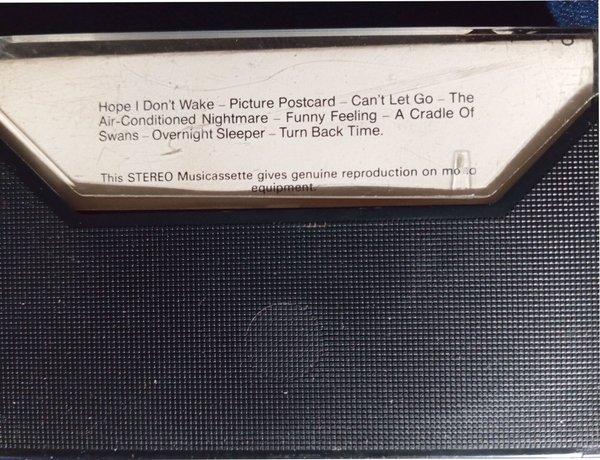 Hope I Don't Wake – Picture Postcard – Can't Let Go – The
Air-Conditioned Nightmare – Funny Feeling – A Cradle Of
Swans – Overnight Sleeper – Turn Back Time.
This STEREO Musicassette gives genuine reproduction on mono
equipment.